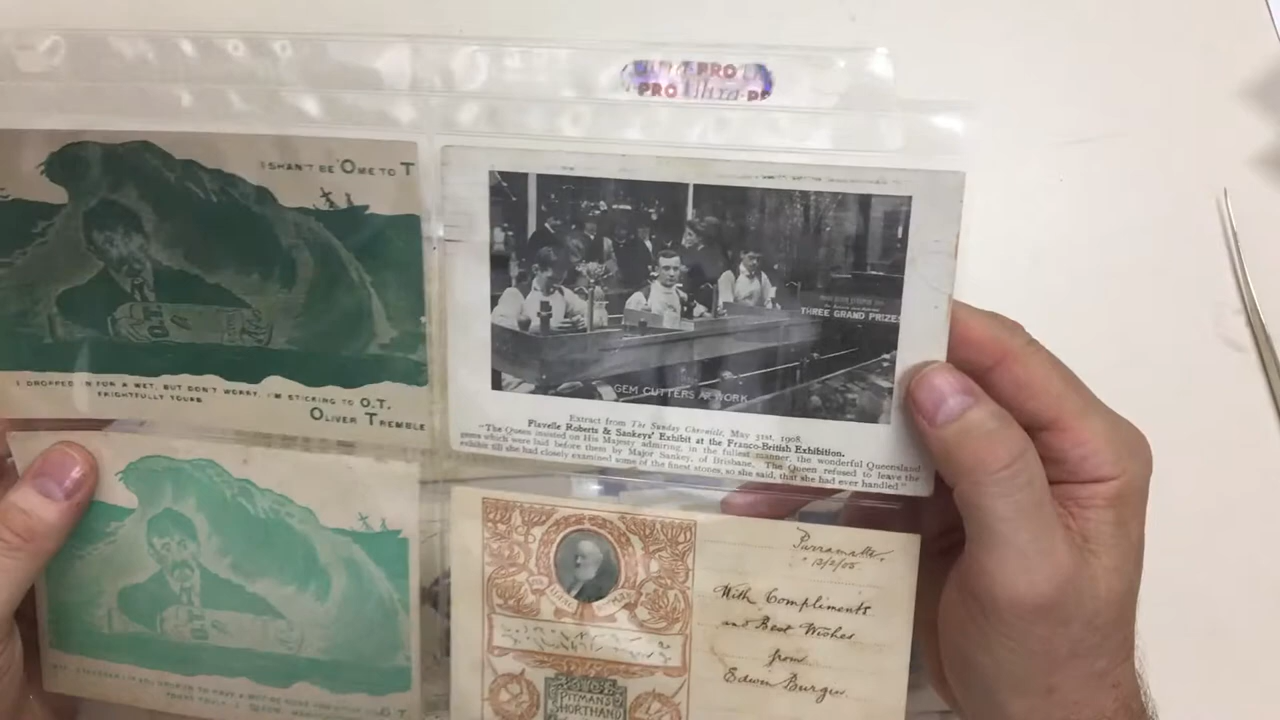 PRO
PRO Ultra·PR
I SHAN'T BE 'OME TO T
I DROPPED IN FOR A WET, BUT DON'T WORRY, I'M STICKING TO O.T.
FRIGHTFULLY YOURS
OLIVER TREMBLE
THREE GRAND PRIZES
GEM CUTTERS AT WORK
Extract from The Sunday Chronicle, May 31st, 1908.
Flavelle Roberts & Sankeys' Exhibit at the Franco-British Exhibition.
"The Queen insisted on His Majesty admiring, in the fullest manner, the wonderful Queensland
gems which were laid before them by Major Sankey, of Brisbane. The Queen refused to leave the
exhibit till she had closely examined some of the finest stones, so she said, that she had ever handled"
Parramatta,
13/2/05
With Compliments
and Best Wishes
from
Edwin Burgin.
PITMAN'S
SHORTHAND